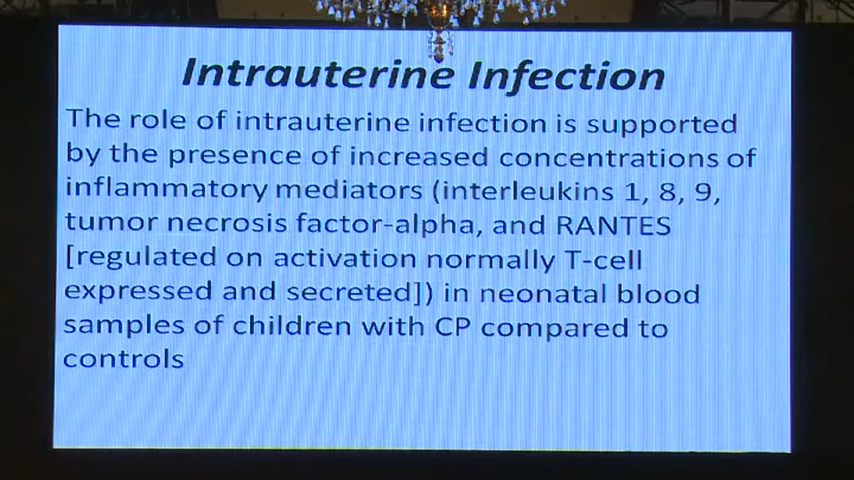 Intrauterine Infection
The role of intrauterine infection is supported
by the presence of increased concentrations of
inflammatory mediators (interleukins 1, 8, 9,
tumor necrosis factor-alpha, and RANTES
[regulated on activation normally T-cell
expressed and secreted]) in neonatal blood
samples of children with CP compared to
controls